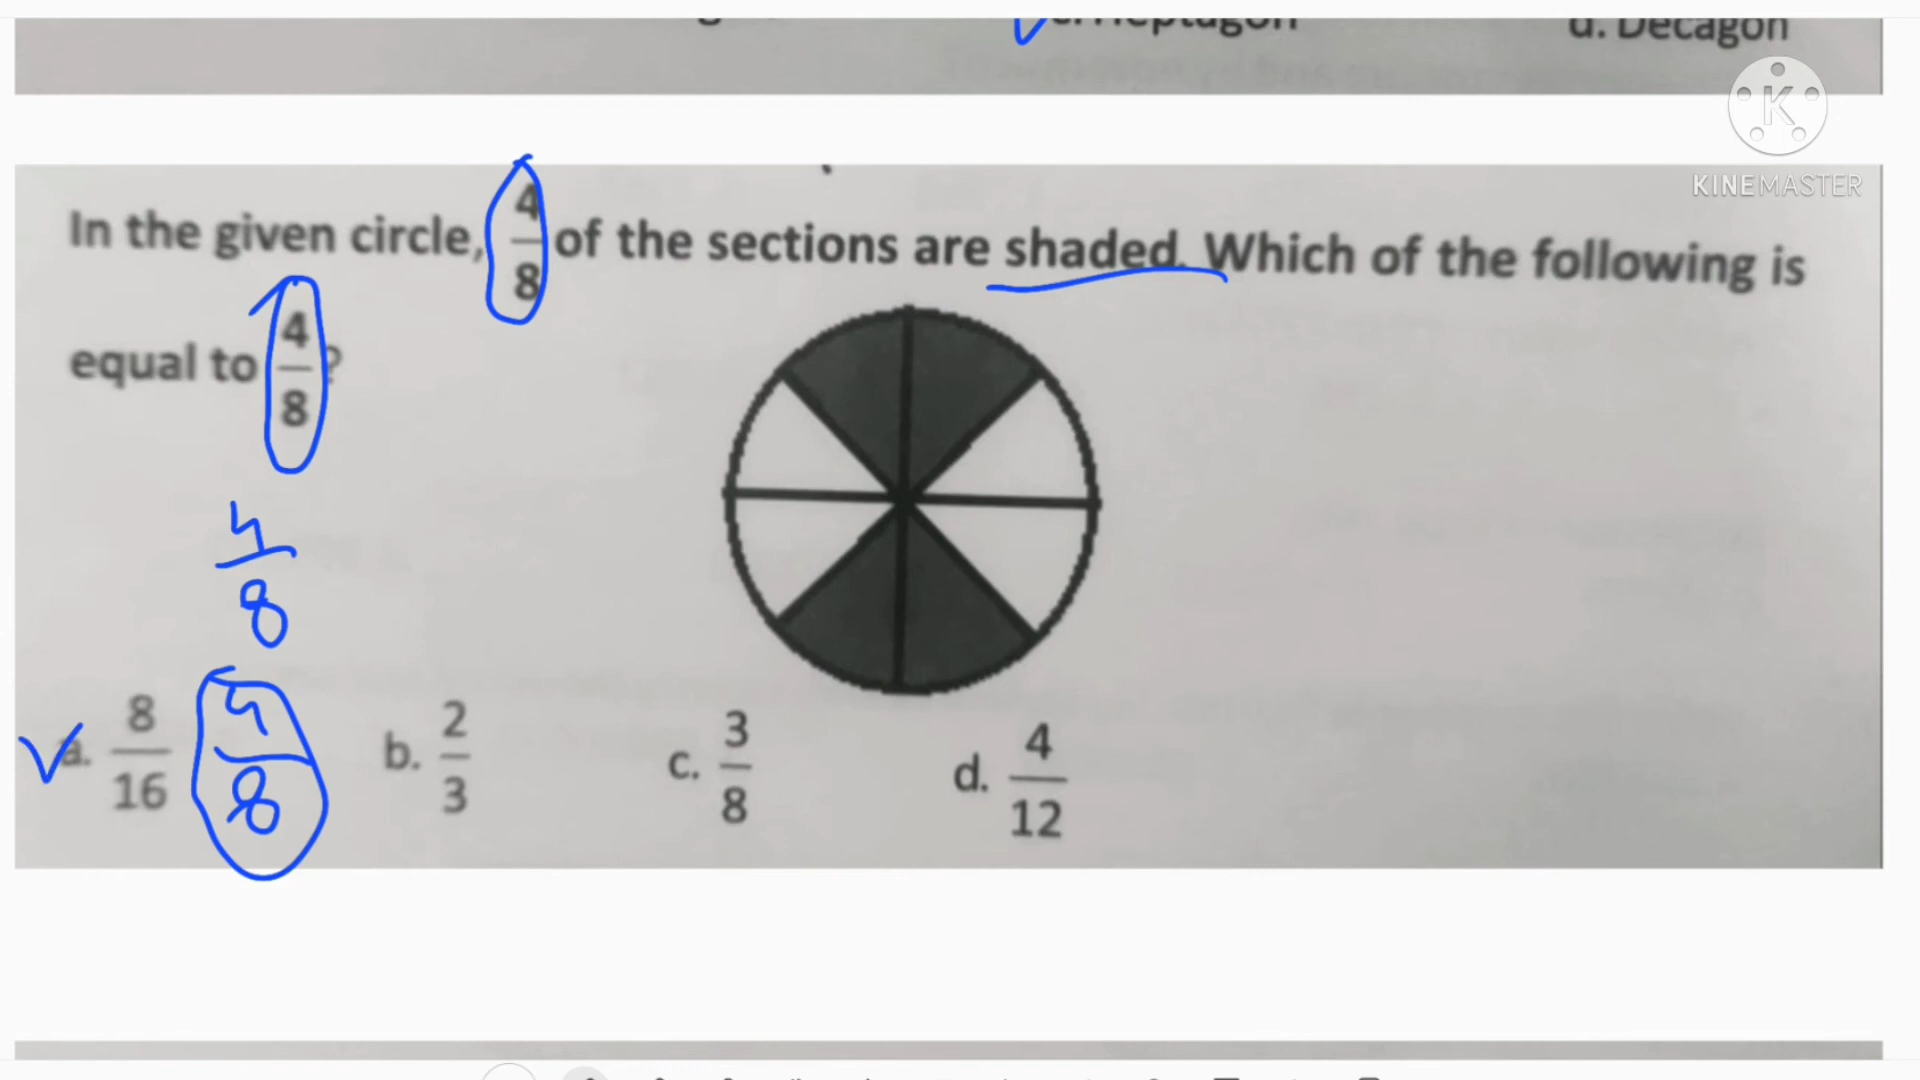 c. Heptagon d. Decagon
K
KINEMASTER
In the given circle, 4/8 of the sections are shaded. Which of the following is
equal to 4/8?
4/8
a. 8/16 4/8 b. 2/3 c. 3/8 d. 4/12